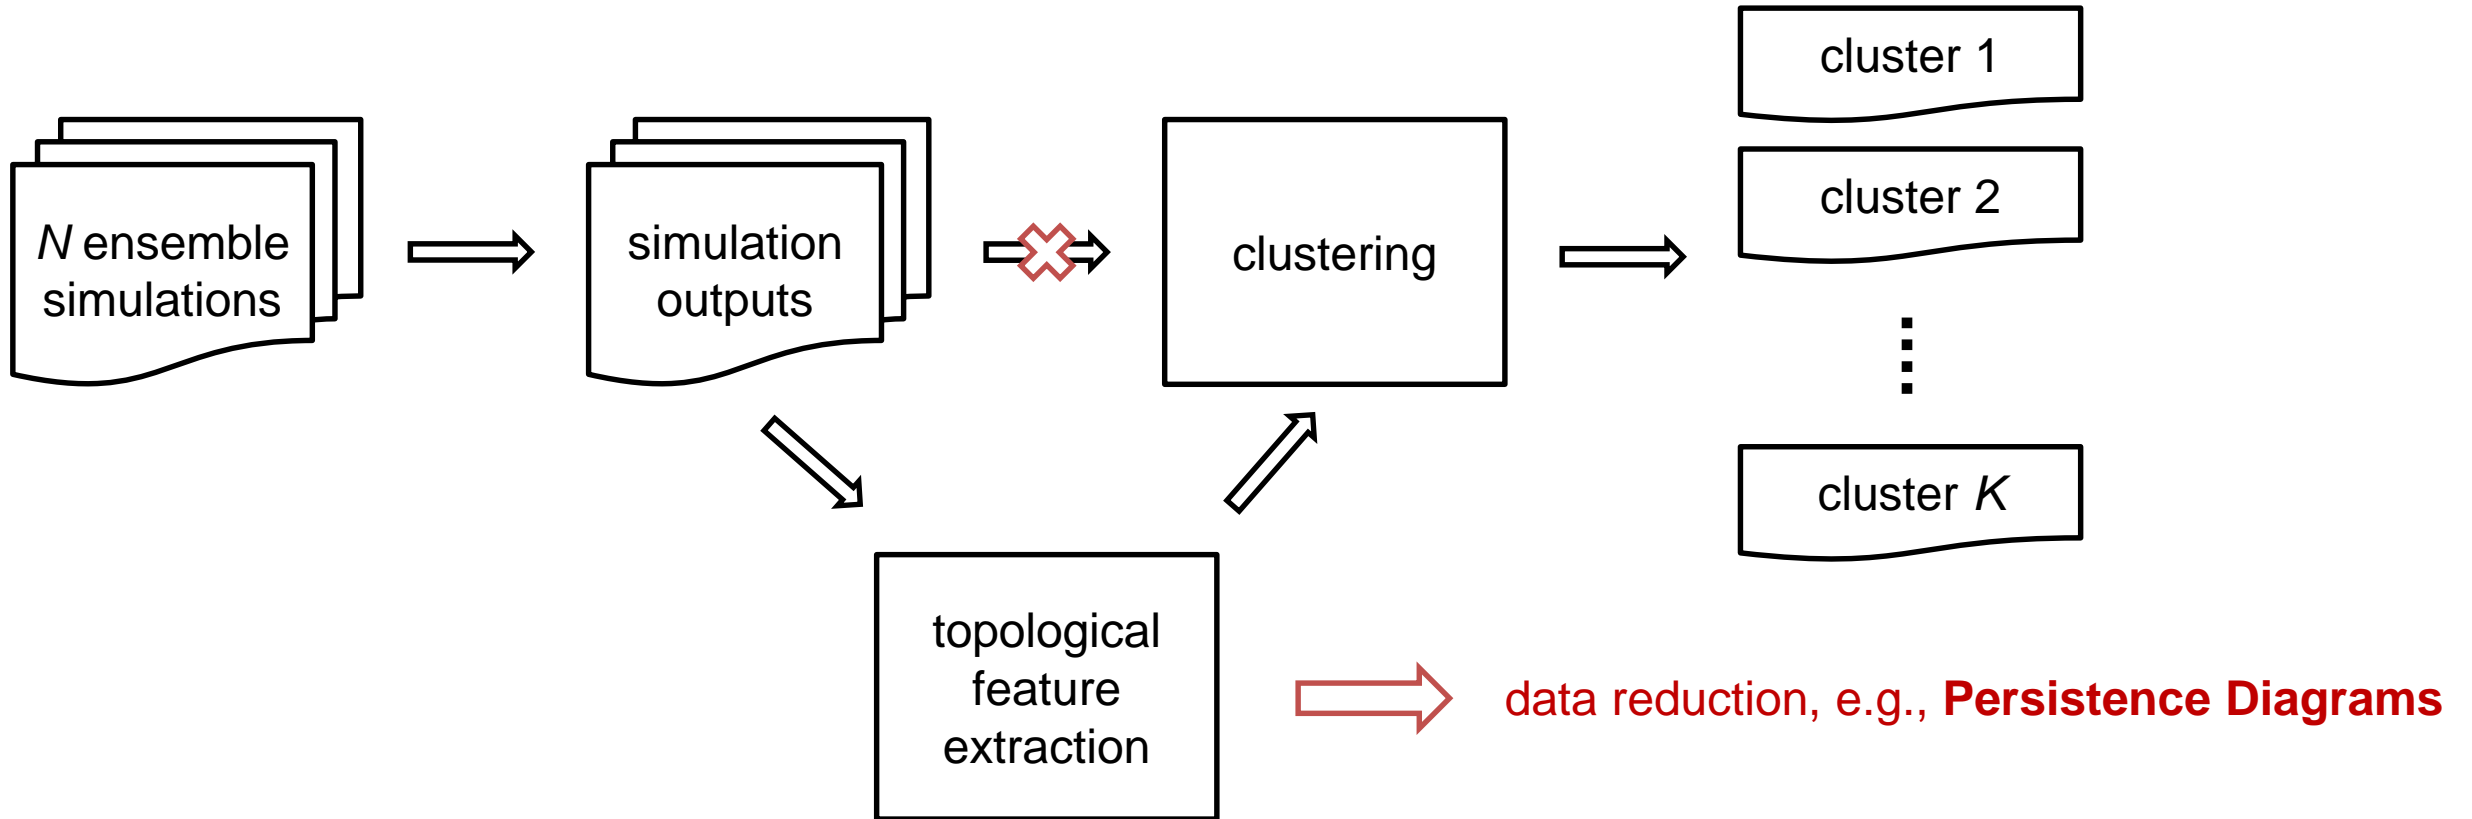 N ensemble
simulations
simulation
outputs
clustering
cluster 1
cluster 2
cluster K
topological
feature
extraction
data reduction, e.g., Persistence Diagrams